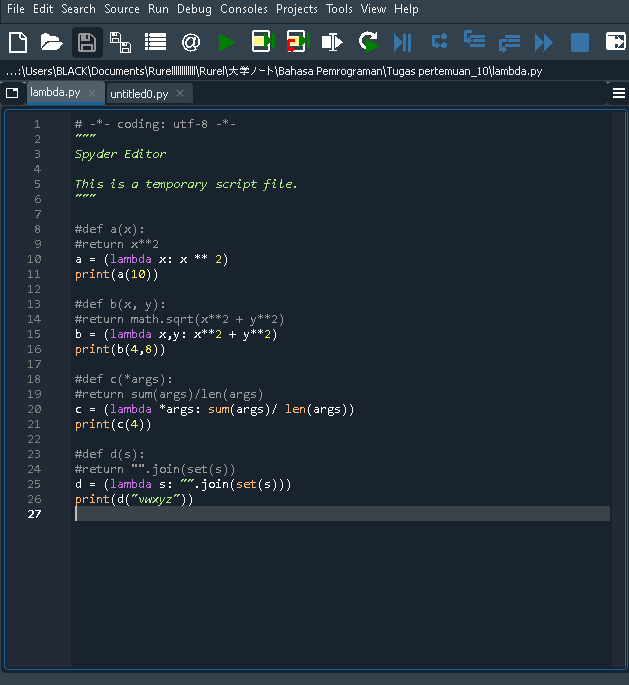 File Edit Search Source Run Debug Consoles Projects Tools View Help
...:\Users\BLACK\Documents\Rurelllllllllll\Rurel\大学ノート\Bahasa Pemrograman\Tugas pertemuan_10\lambda.py
lambda.py untitled0.py
1 # -*- coding: utf-8 -*-
2 """
3 Spyder Editor
4
5 This is a temporary script file.
6 """
7
8 #def a(x):
9 #return x**2
10 a = (lambda x: x ** 2)
11 print(a(10))
12
13 #def b(x, y):
14 #return math.sqrt(x**2 + y**2)
15 b = (lambda x,y: x**2 + y**2)
16 print(b(4,8))
17
18 #def c(*args):
19 #return sum(args)/len(args)
20 c = (lambda *args: sum(args)/ len(args))
21 print(c(4))
22
23 #def d(s):
24 #return "".join(set(s))
25 d = (lambda s: "".join(set(s)))
26 print(d("vwxyz"))
27